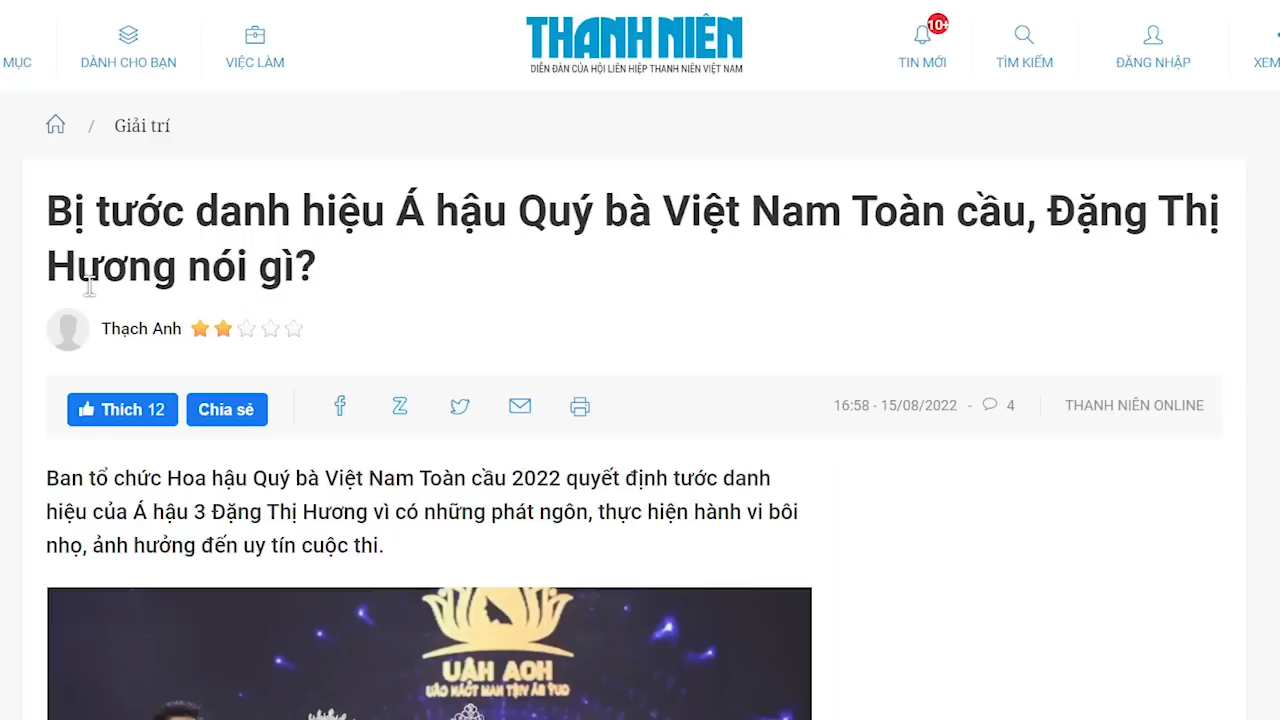 MỤC
DÀNH CHO BẠN
VIỆC LÀM
THANH NIÊN
DIỄN ĐÀN CỦA HỘI LIÊN HIỆP THANH NIÊN VIỆT NAM
10+
TIN MỚI
TÌM KIẾM
ĐĂNG NHẬP
XEM
/ Giải trí
Bị tước danh hiệu Á hậu Quý bà Việt Nam Toàn cầu, Đặng Thị
Hương nói gì?
Thạch Anh
Thích 12
Chia sẻ
16:58 - 15/08/2022 - 4
THANH NIÊN ONLINE
Ban tổ chức Hoa hậu Quý bà Việt Nam Toàn cầu 2022 quyết định tước danh
hiệu của Á hậu 3 Đặng Thị Hương vì có những phát ngôn, thực hiện hành vi bôi
nhọ, ảnh hưởng đến uy tín cuộc thi.